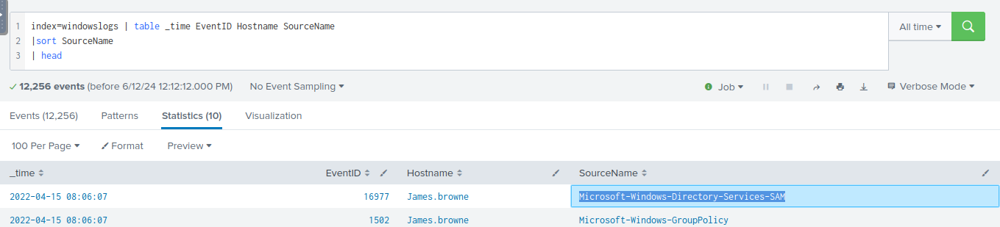 1 index=windowslogs | table _time EventID Hostname SourceName
2 |sort SourceName
3 | head
All time
12,256 events (before 6/12/24 12:12:12.000 PM) No Event Sampling Job Verbose Mode
Events (12,256) Patterns Statistics (10) Visualization
100 Per Page Format Preview
_time EventID Hostname SourceName
2022-04-15 08:06:07 16977 James.browne Microsoft-Windows-Directory-Services-SAM
2022-04-15 08:06:07 1502 James.browne Microsoft-Windows-GroupPolicy